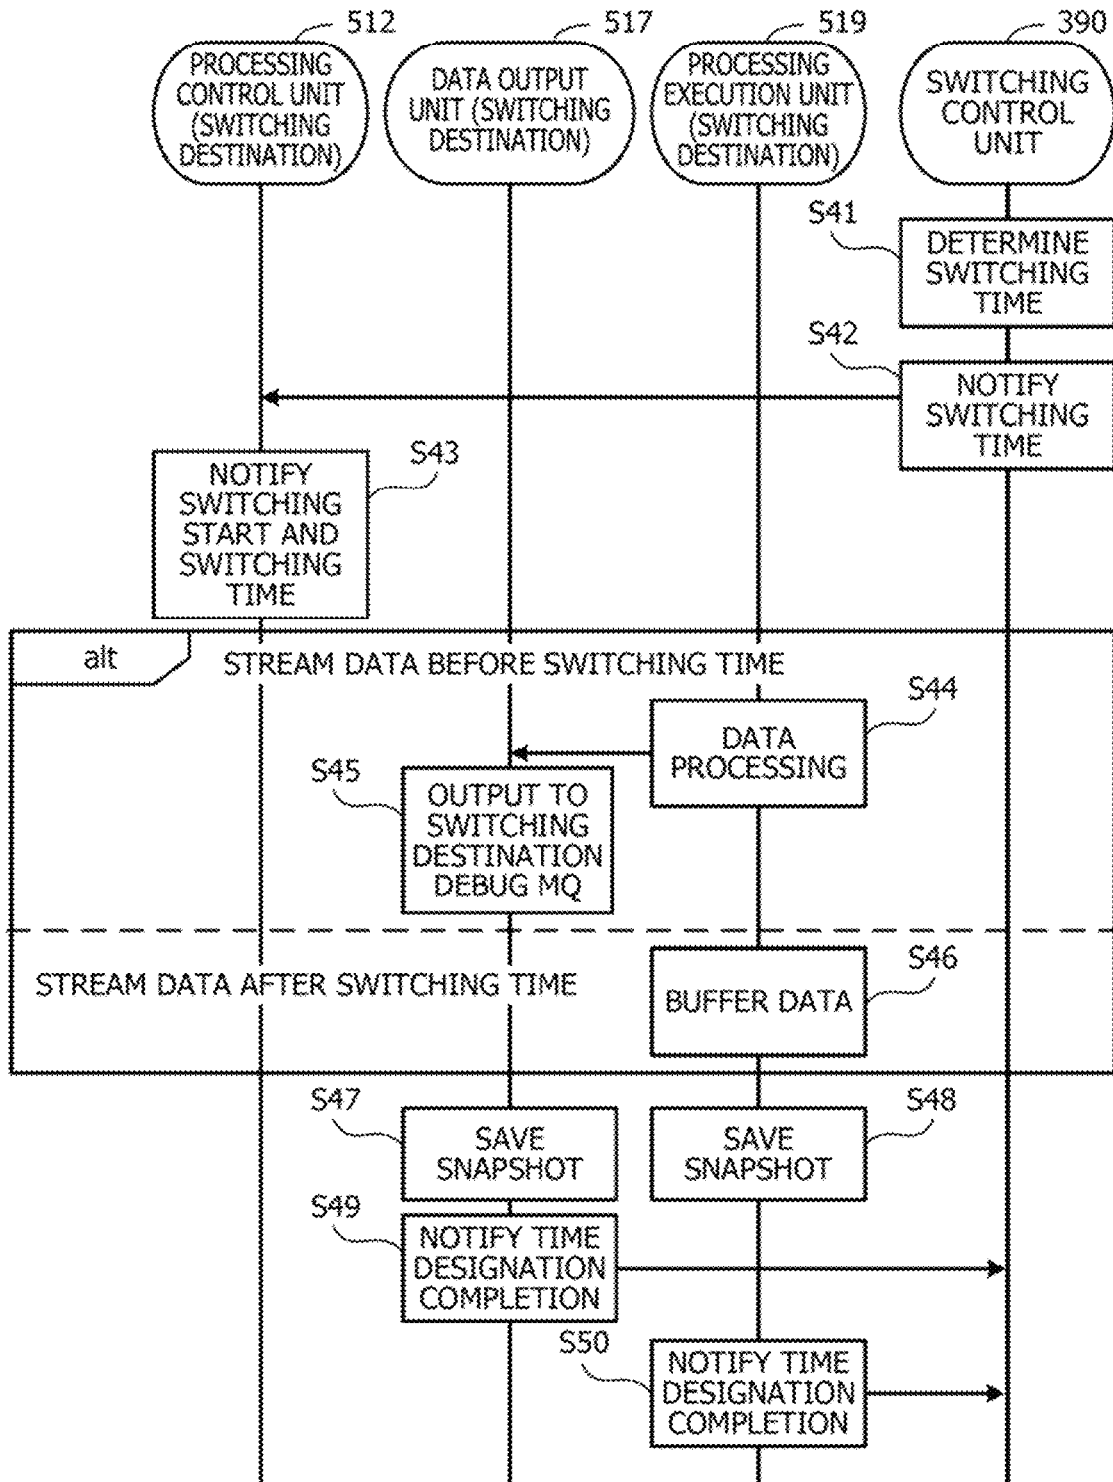 512
517
519
390
PROCESSING
CONTROL UNIT
(SWITCHING
DESTINATION)
DATA OUTPUT
UNIT (SWITCHING
DESTINATION)
PROCESSING
EXECUTION UNIT
(SWITCHING
DESTINATION)
SWITCHING
CONTROL
UNIT
S41
DETERMINE
SWITCHING
TIME
S42
NOTIFY
SWITCHING
TIME
S43
NOTIFY
SWITCHING
START AND
SWITCHING
TIME
alt
STREAM DATA BEFORE SWITCHING TIME
S44
DATA
PROCESSING
S45
OUTPUT TO
SWITCHING
DESTINATION
DEBUG MQ
STREAM DATA AFTER SWITCHING TIME
S46
BUFFER DATA
S47
SAVE
SNAPSHOT
S48
SAVE
SNAPSHOT
S49
NOTIFY TIME
DESIGNATION
COMPLETION
S50
NOTIFY TIME
DESIGNATION
COMPLETION